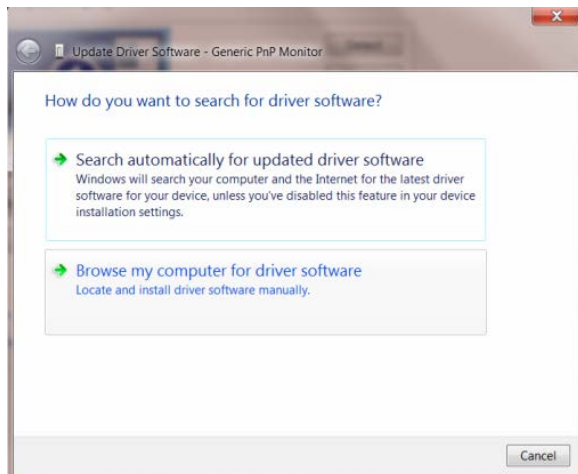 Update Driver Software - Generic PnP Monitor
How do you want to search for driver software?
Search automatically for updated driver software
Windows will search your computer and the Internet for the latest driver
software for your device, unless you've disabled this feature in your device
installation settings.
Browse my computer for driver software
Locate and install driver software manually.
Cancel